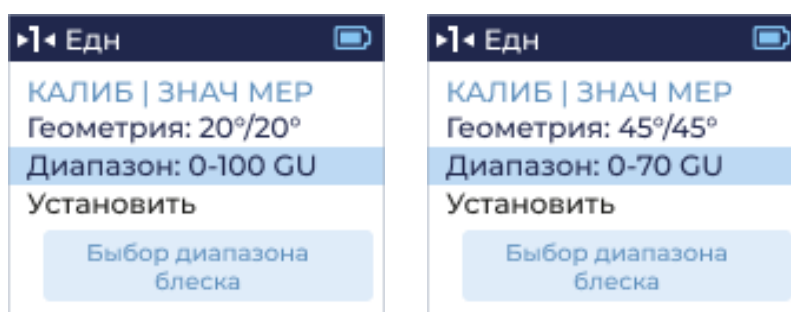 Едн
КАЛИБ | ЗНАЧ МЕР
Геометрия: 20°/20°
Диапазон: 0-100 GU
Установить
Быбор диапазона
блеска
Едн
КАЛИБ | ЗНАЧ МЕР
Геометрия: 45°/45°
Диапазон: 0-70 GU
Установить
Быбор диапазона
блеска